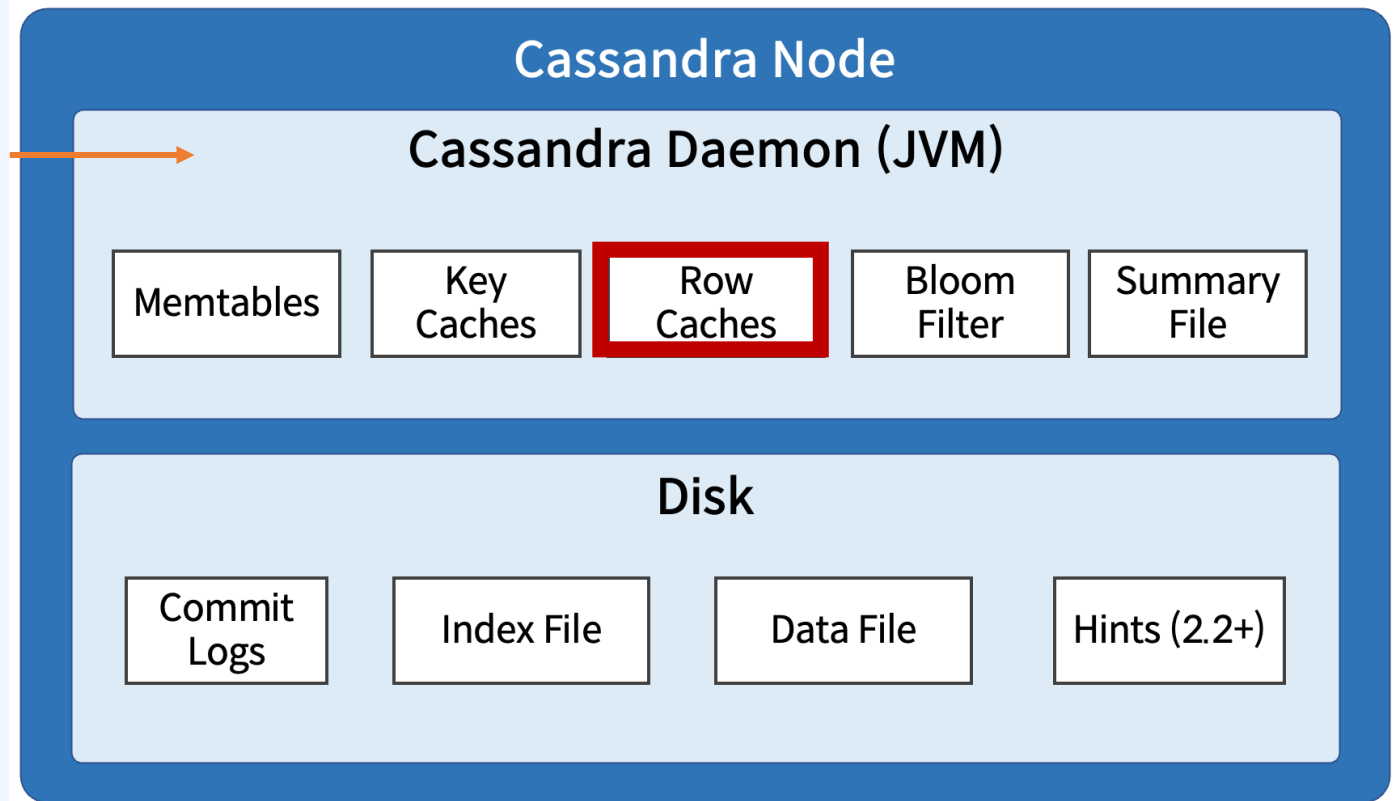 Cassandra Node
Cassandra Daemon (JVM)
Memtables
Key
Caches
Row
Caches
Bloom
Filter
Summary
File
Disk
Commit
Logs
Index File
Data File
Hints (2.2+)